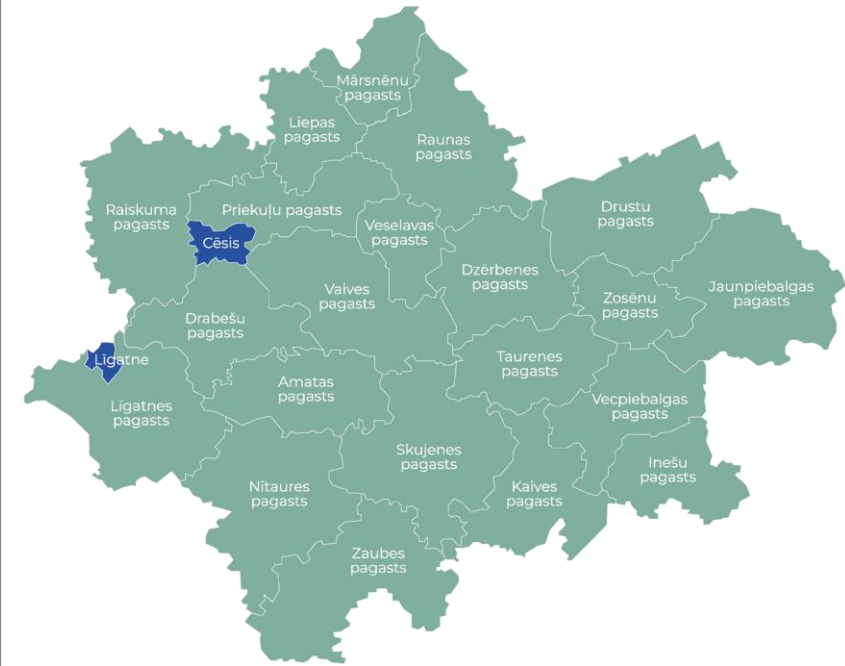 Mārsnēnu
pagasts
Liepas
pagasts
Raunas
pagasts
Raiskuma
pagasts
Priekuļu pagasts
Veselavas
pagasts
Drustu
pagasts
Cēsis
Dzērbenes
pagasts
Vaives
pagasts
Zosēnu
pagasts
Jaunpiebalgas
pagasts
Drabešu
pagasts
Līgatne
Taurenes
pagasts
Amatas
pagasts
Līgatnes
pagasts
Vecpiebalgas
pagasts
Skujenes
pagasts
Inešu
pagasts
Nītaures
pagasts
Kaives
pagasts
Zaubes
pagasts